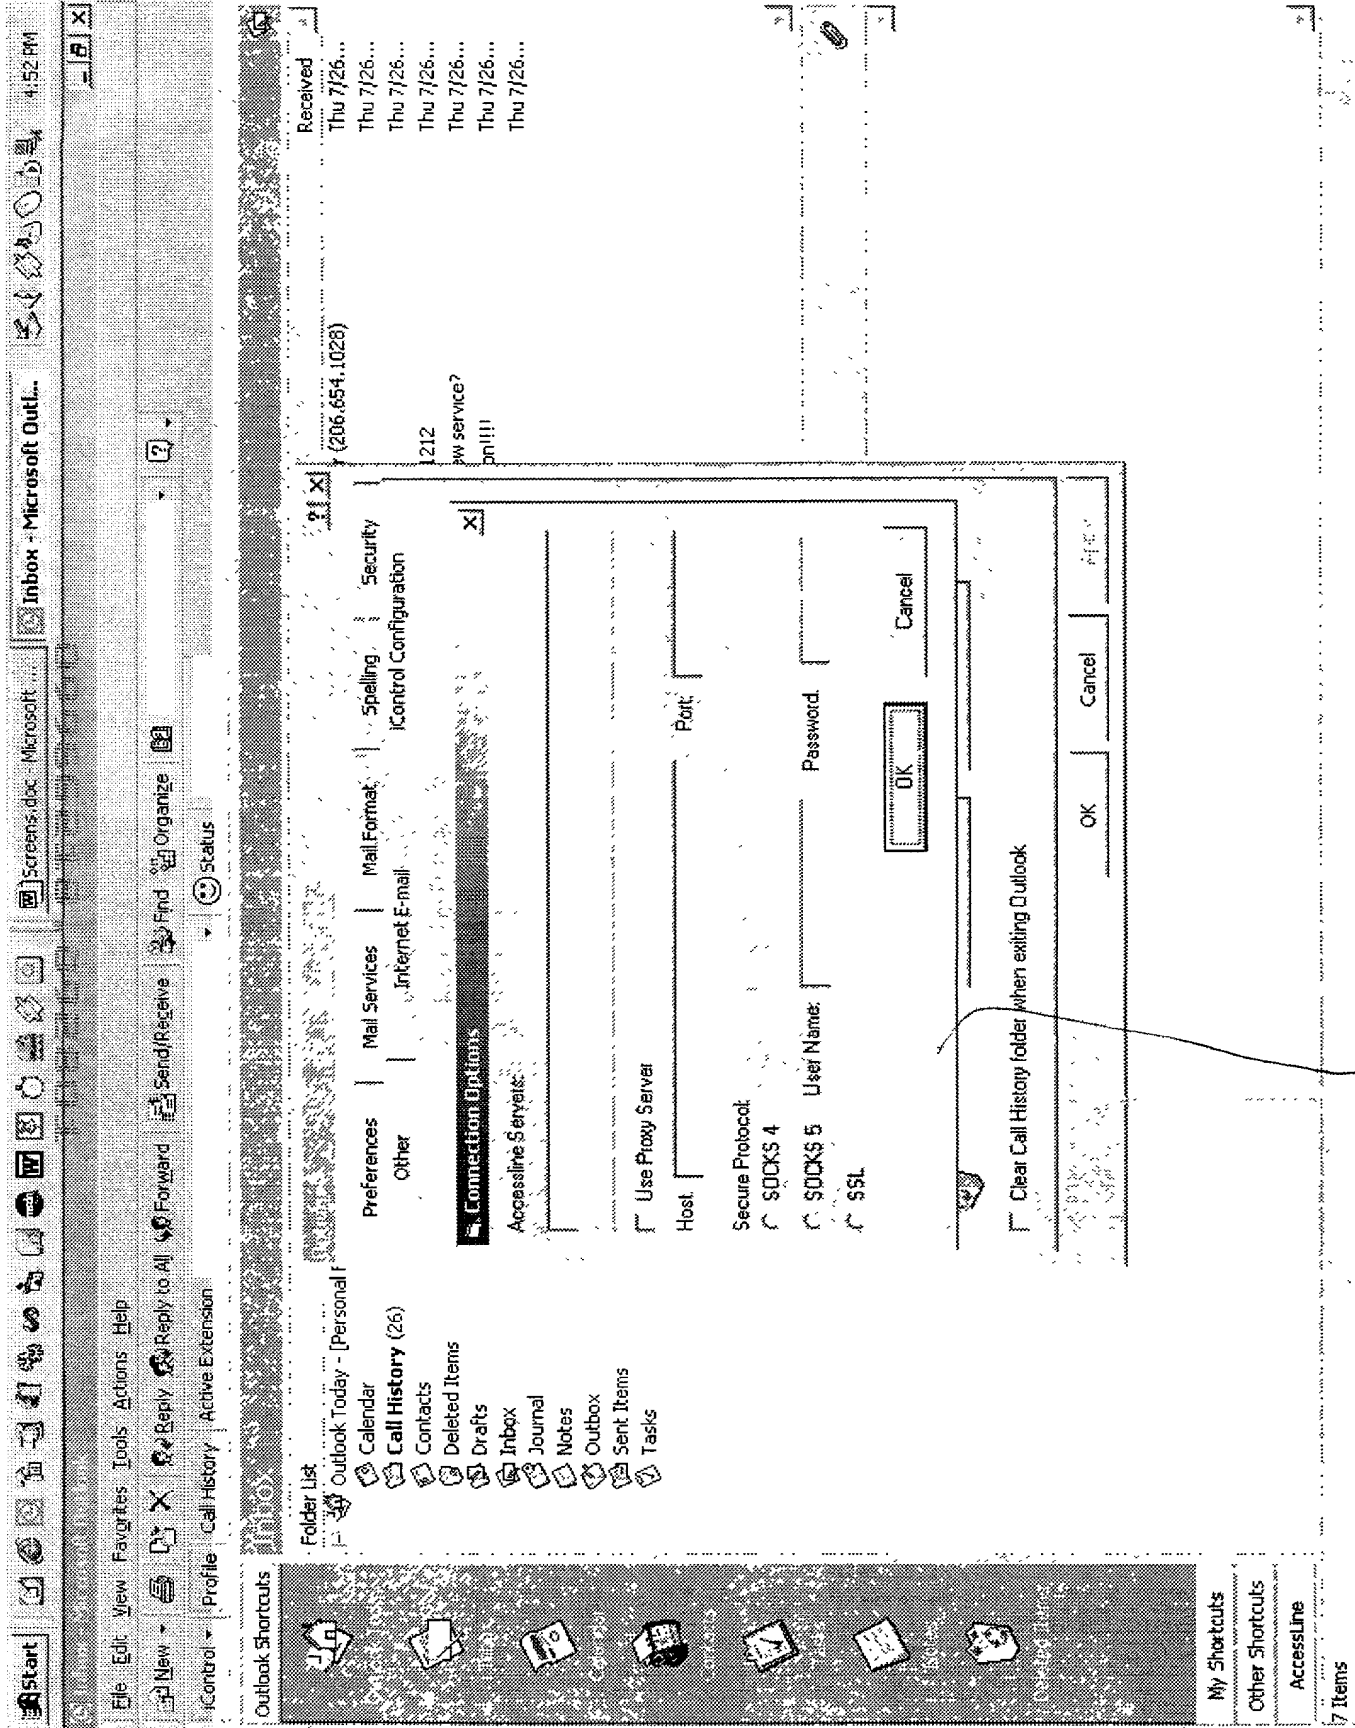 Start
Screens.doc - Microsoft ...
Inbox - Microsoft Outl...
4:52 PM
File Edit View Favorites Tools Actions Help
New Reply Reply to All Forward Send/Receive Find Organize
iControl Profile Call History Active Extension Status
Outlook Shortcuts
Inbox
Folder List
Received
Outlook Today - [Personal F
(206.654.1028) Thu 7/26...
Calendar
Thu 7/26...
Call History (26)
Thu 7/26...
Contacts
1212 Thu 7/26...
Deleted Items
ew service? Thu 7/26...
Drafts
on!!!! Thu 7/26...
Inbox
Thu 7/26...
Journal
Notes
Outbox
Sent Items
Tasks
Preferences Mail Services Mail Format Spelling Security
Other Internet E-mail iControl Configuration
Connection Options
Accessline Servers:
Use Proxy Server
Host: Port:
Secure Protocol:
SOCKS 4
SOCKS 5 User Name: Password:
SSL
OK Cancel
Clear Call History folder when exiting Outlook
OK Cancel
My Shortcuts
Other Shortcuts
AccessLine
7 Items